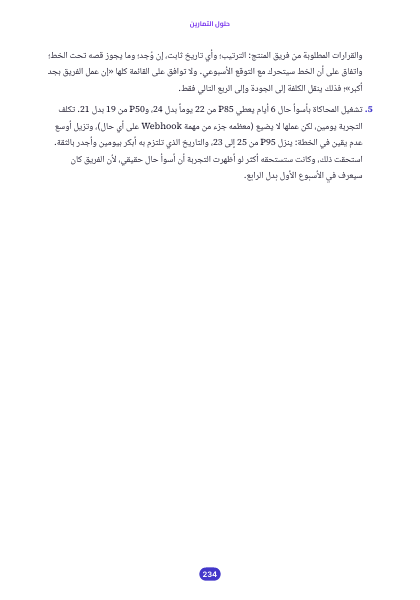 حلول التمارين
والقرارات المطلوبة من فريق المنتج: الترتيب؛ وأي تاريخ ثابت، إن وُجد؛ وما يجوز قصه تحت الخط؛
واتفاق على أن الخط سيتحرك مع التوقع الأسبوعي. ولا توافق على القائمة كلها «إن عمل الفريق بجد
أكبر»؛ فذلك ينقل الكلفة إلى الجودة وإلى الربع التالي فقط.
5. تشغيل المحاكاة بأسوأ حال 6 أيام يعطي P85 من 22 يوماً بدل 24، وP50 من 19 بدل 21. تكلف
التجربة يومين، لكن عملها لا يضيع (معظمه جزء من مهمة Webhook على أي حال)، وتزيل أوسع
عدم يقين في الخطة: ينزل P95 من 25 إلى 23، والتاريخ الذي تلتزم به أبكر بيومين وأجدر بالثقة.
استحقت ذلك، وكانت ستستحقه أكثر لو أظهرت التجربة أن أسوأ حال حقيقي، لأن الفريق كان
سيعرف في الأسبوع الأول بدل الرابع.
234